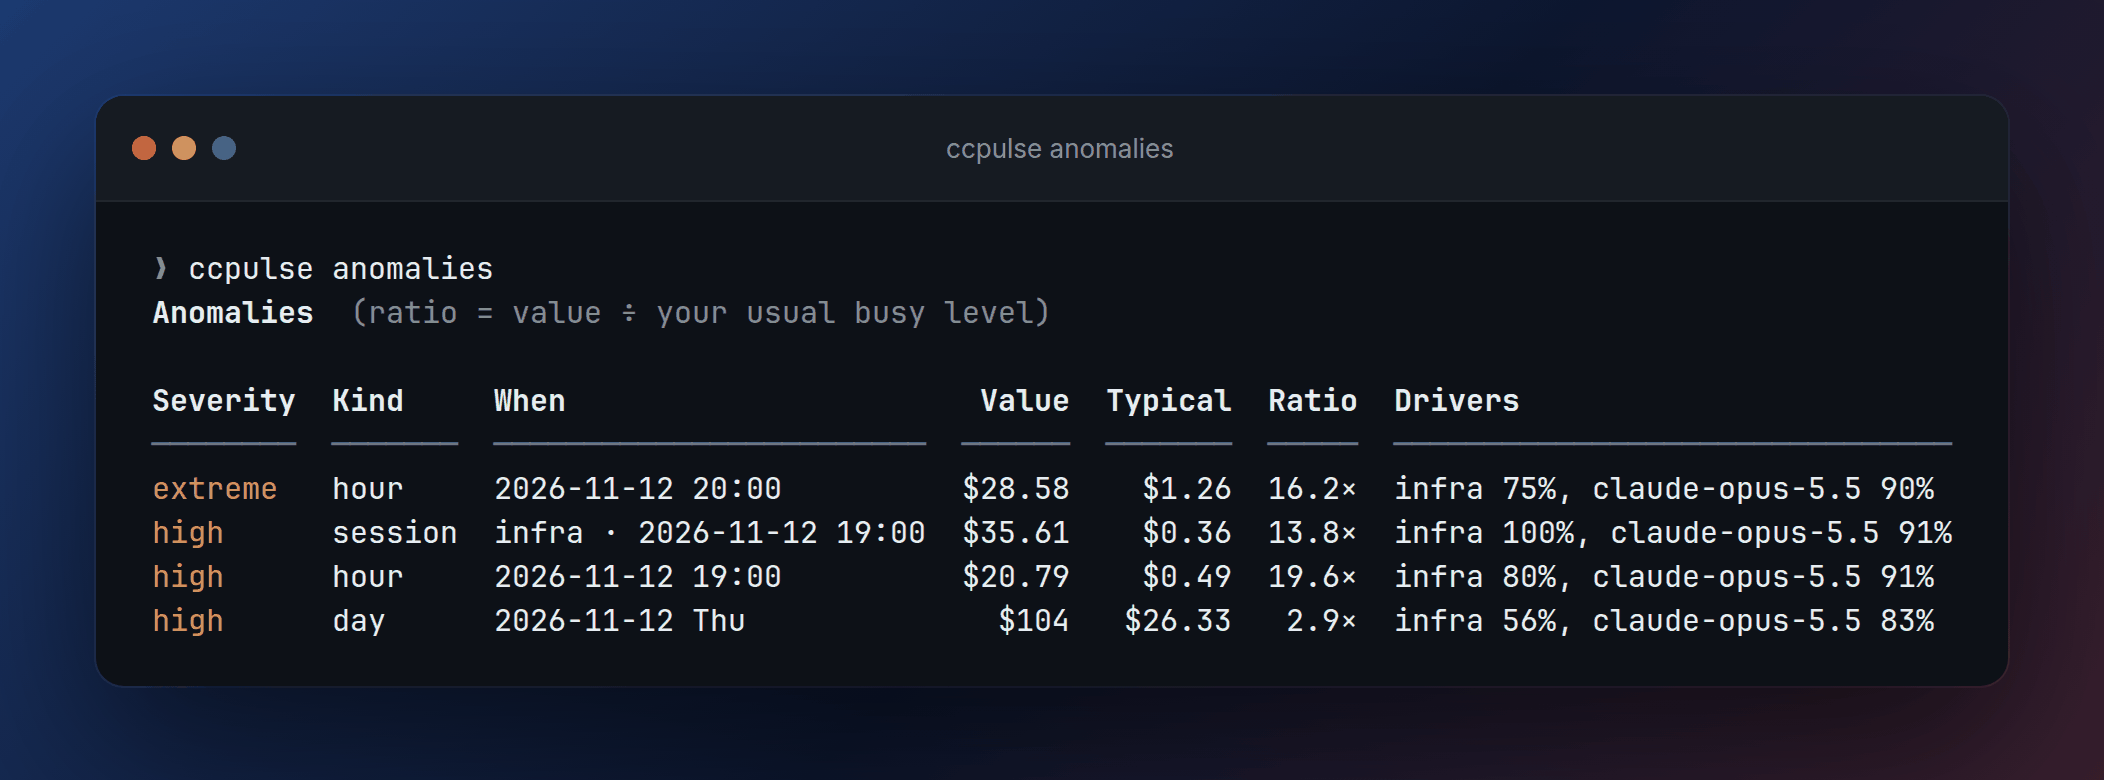 ccpulse anomalies
❯ ccpulse anomalies
Anomalies  (ratio = value ÷ your usual busy level)
Severity  Kind     When                       Value  Typical  Ratio  Drivers
extreme   hour     2026-11-12 20:00          $28.58    $1.26  16.2×  infra 75%, claude-opus-5.5 90%
high      session  infra · 2026-11-12 19:00  $35.61    $0.36  13.8×  infra 100%, claude-opus-5.5 91%
high      hour     2026-11-12 19:00          $20.79    $0.49  19.6×  infra 80%, claude-opus-5.5 91%
high      day      2026-11-12 Thu              $104   $26.33   2.9×  infra 56%, claude-opus-5.5 83%